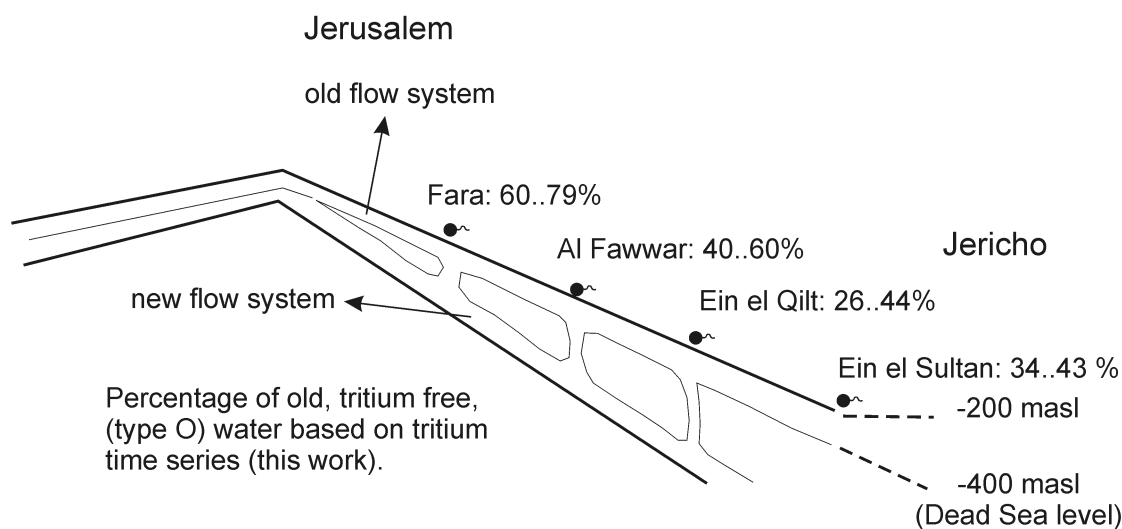 Jerusalem
old flow system
Fara: 60..79%
Al Fawwar: 40..60%
Jericho
new flow system
Ein el Qilt: 26..44%
Ein el Sultan: 34..43 %
-200 masl
Percentage of old, tritium free,
(type O) water based on tritium
time series (this work).
-400 masl
(Dead Sea level)